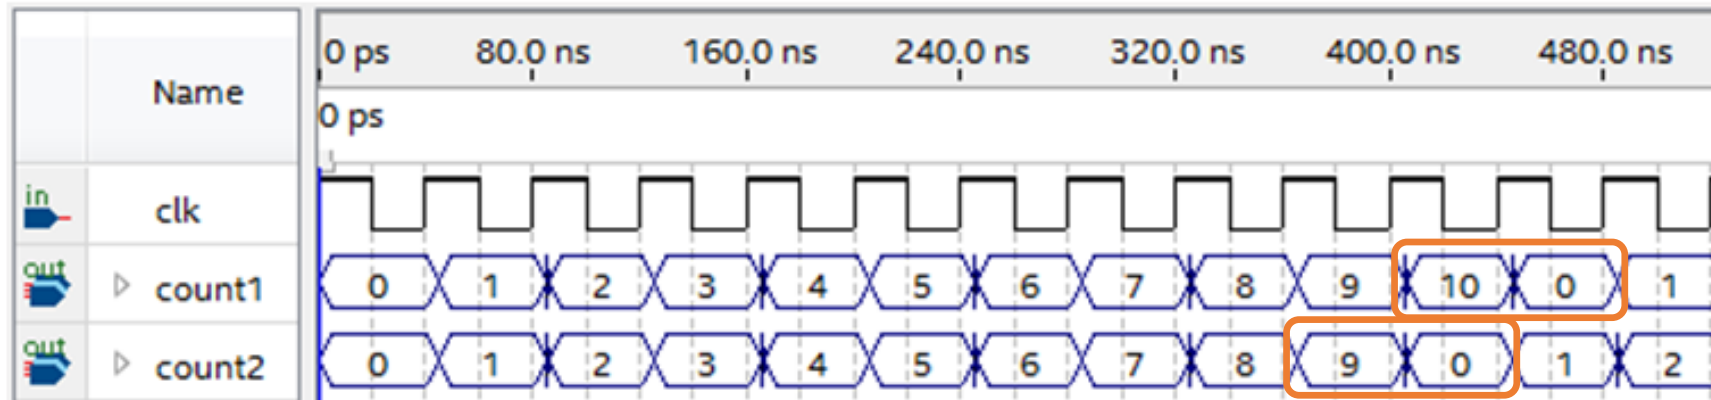 0 ps 80.0 ns 160.0 ns 240.0 ns 320.0 ns 400.0 ns 480.0 ns
Name
0 ps
in clk
out count1 0 1 2 3 4 5 6 7 8 9 10 0 1
out count2 0 1 2 3 4 5 6 7 8 9 0 1 2